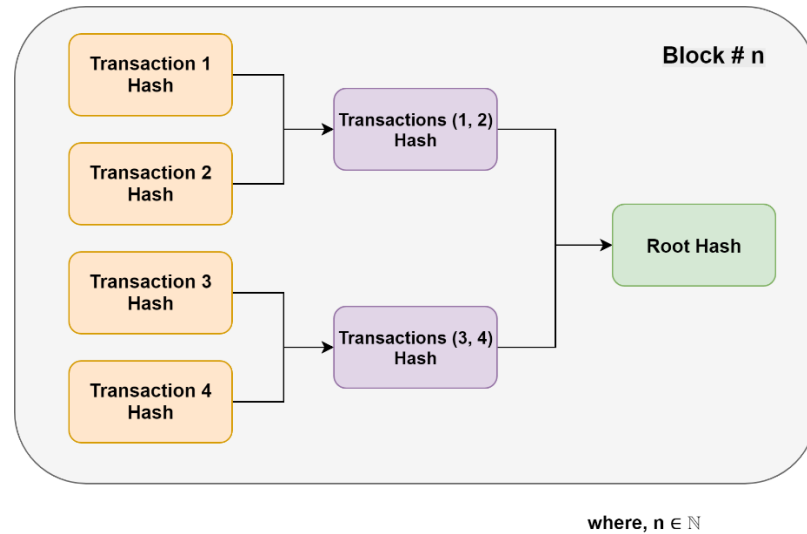 Block # n
Transaction 1
Hash
Transaction 2
Hash
Transaction 3
Hash
Transaction 4
Hash
Transactions (1, 2)
Hash
Transactions (3, 4)
Hash
Root Hash
where, n ∈ ℕ